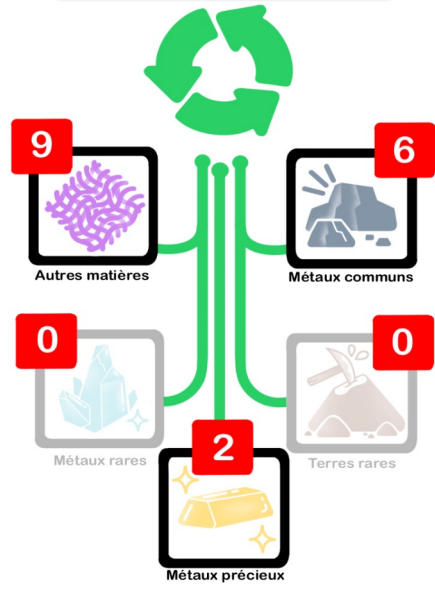 9
6
Autres matières
Métaux communs
0
0
Métaux rares
Terres rares
2
Métaux précieux